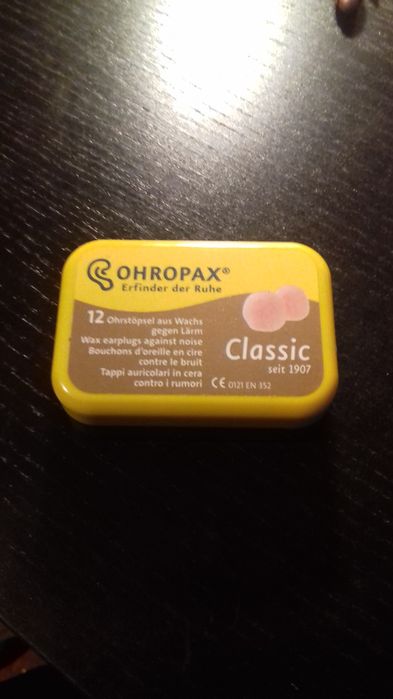 OHROPAX®
Erfinder der Ruhe
12 Ohrstöpsel aus Wachs
gegen Lärm
Wax earplugs against noise
Bouchons d'oreille en cire
contre le bruit
Tappi auricolari in cera
contro i rumori
Classic
seit 1907
CE 0121 EN 352